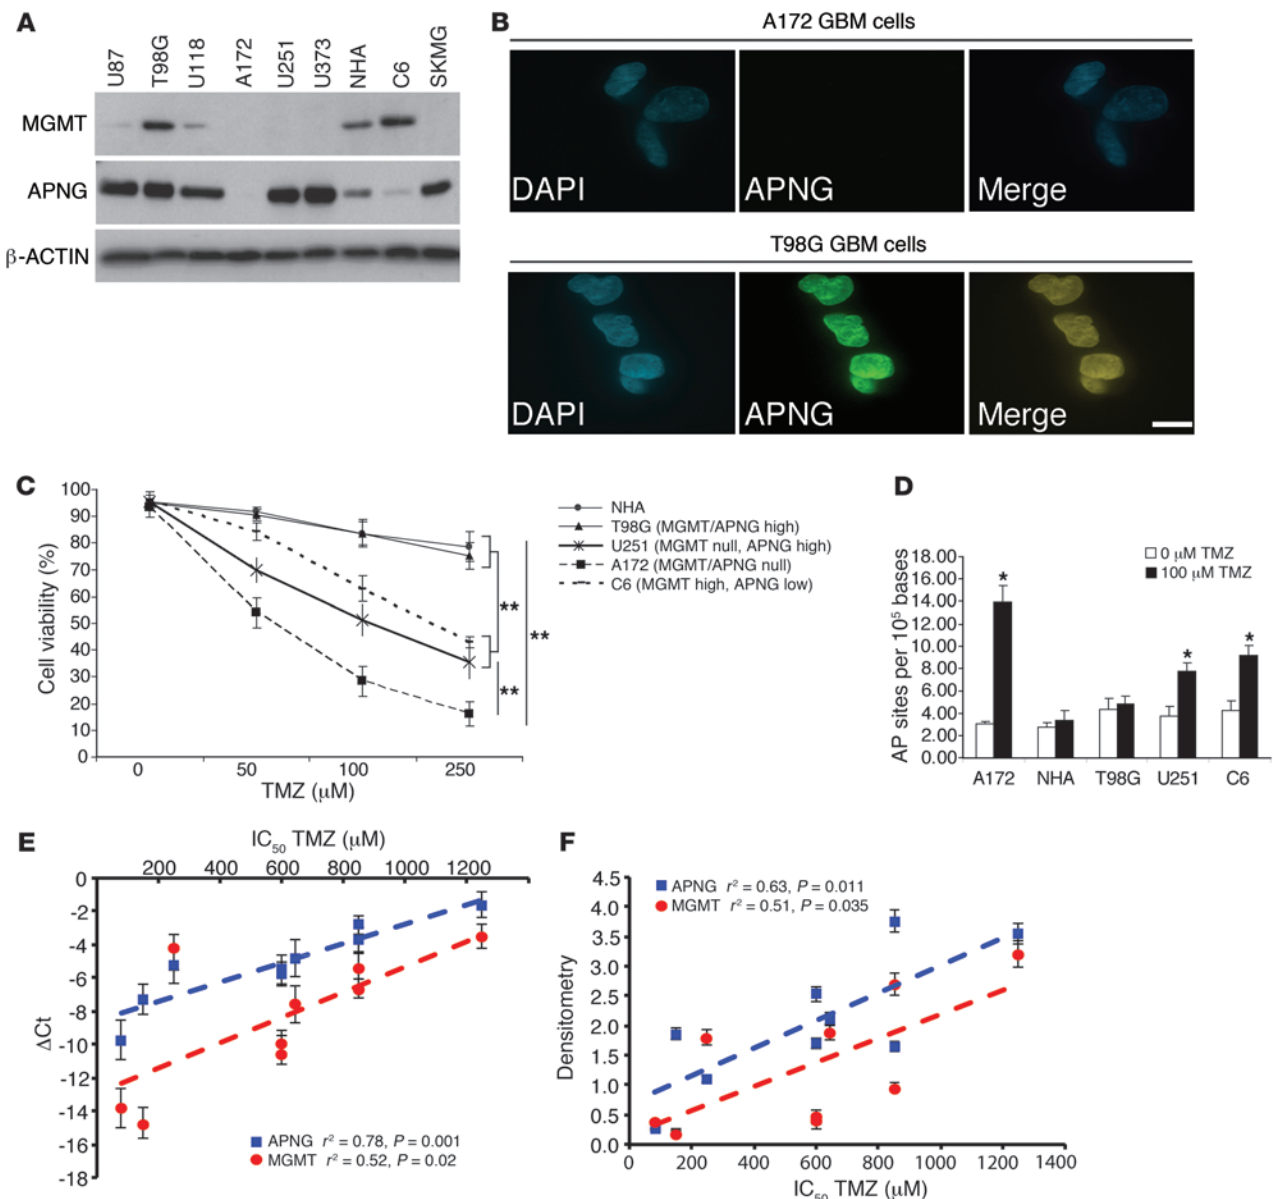 A
U87 T98G U118 A172 U251 U373 NHA C6 SKMG
MGMT
APNG
β-ACTIN
B
A172 GBM cells
DAPI APNG Merge
T98G GBM cells
DAPI APNG Merge
C
100
90
80
70
60
50
40
30
20
10
0
Cell viability (%)
0 50 100 250
TMZ (μM)
NHA
T98G (MGMT/APNG high)
U251 (MGMT null, APNG high)
A172 (MGMT/APNG null)
C6 (MGMT high, APNG low)
**
**
**
D
0 μM TMZ
100 μM TMZ
18.00
16.00
14.00
12.00
10.00
8.00
6.00
4.00
2.00
0.00
AP sites per 10⁵ bases
* * *
A172 NHA T98G U251 C6
E
IC₅₀ TMZ (μM)
200 400 600 800 1000 1200
0
-2
-4
-6
-8
-10
-12
-14
-16
-18
ΔCt
APNG r² = 0.78, P = 0.001
MGMT r² = 0.52, P = 0.02
F
APNG r² = 0.63, P = 0.011
MGMT r² = 0.51, P = 0.035
4.5
4.0
3.5
3.0
2.5
2.0
1.5
1.0
0.5
0.0
Densitometry
0 200 400 600 800 1000 1200 1400
IC₅₀ TMZ (μM)